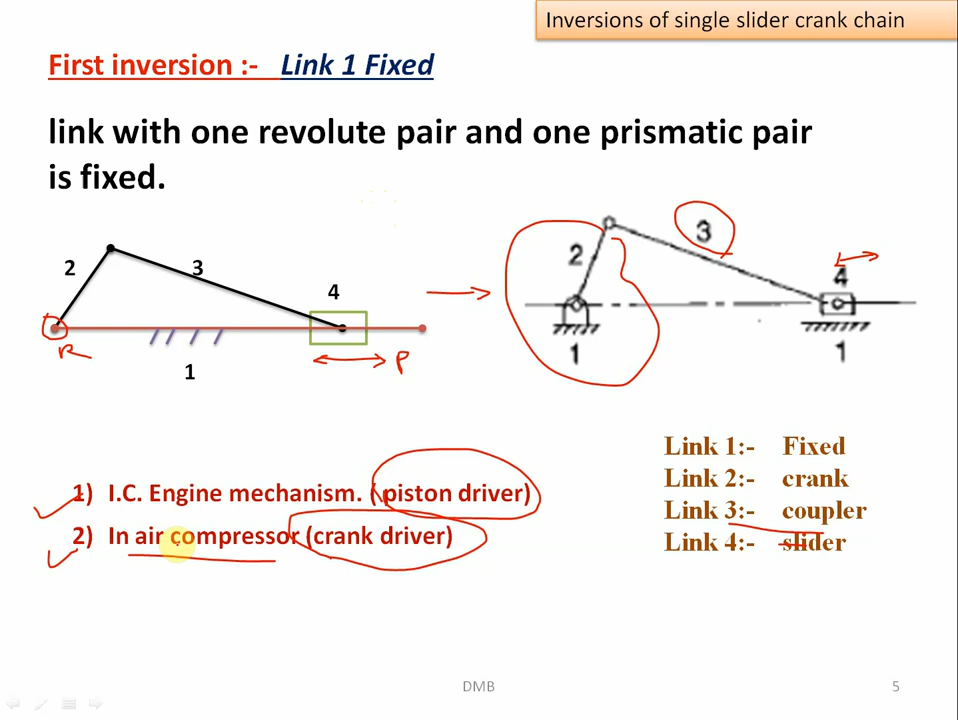 Inversions of single slider crank chain
First inversion :- Link 1 Fixed
link with one revolute pair and one prismatic pair
is fixed.
2
3
4
R
P
1
2
3
4
1
1
1) I.C. Engine mechanism. (piston driver)
2) In air compressor (crank driver)
Link 1:- Fixed
Link 2:- crank
Link 3:- coupler
Link 4:- slider
DMB
5